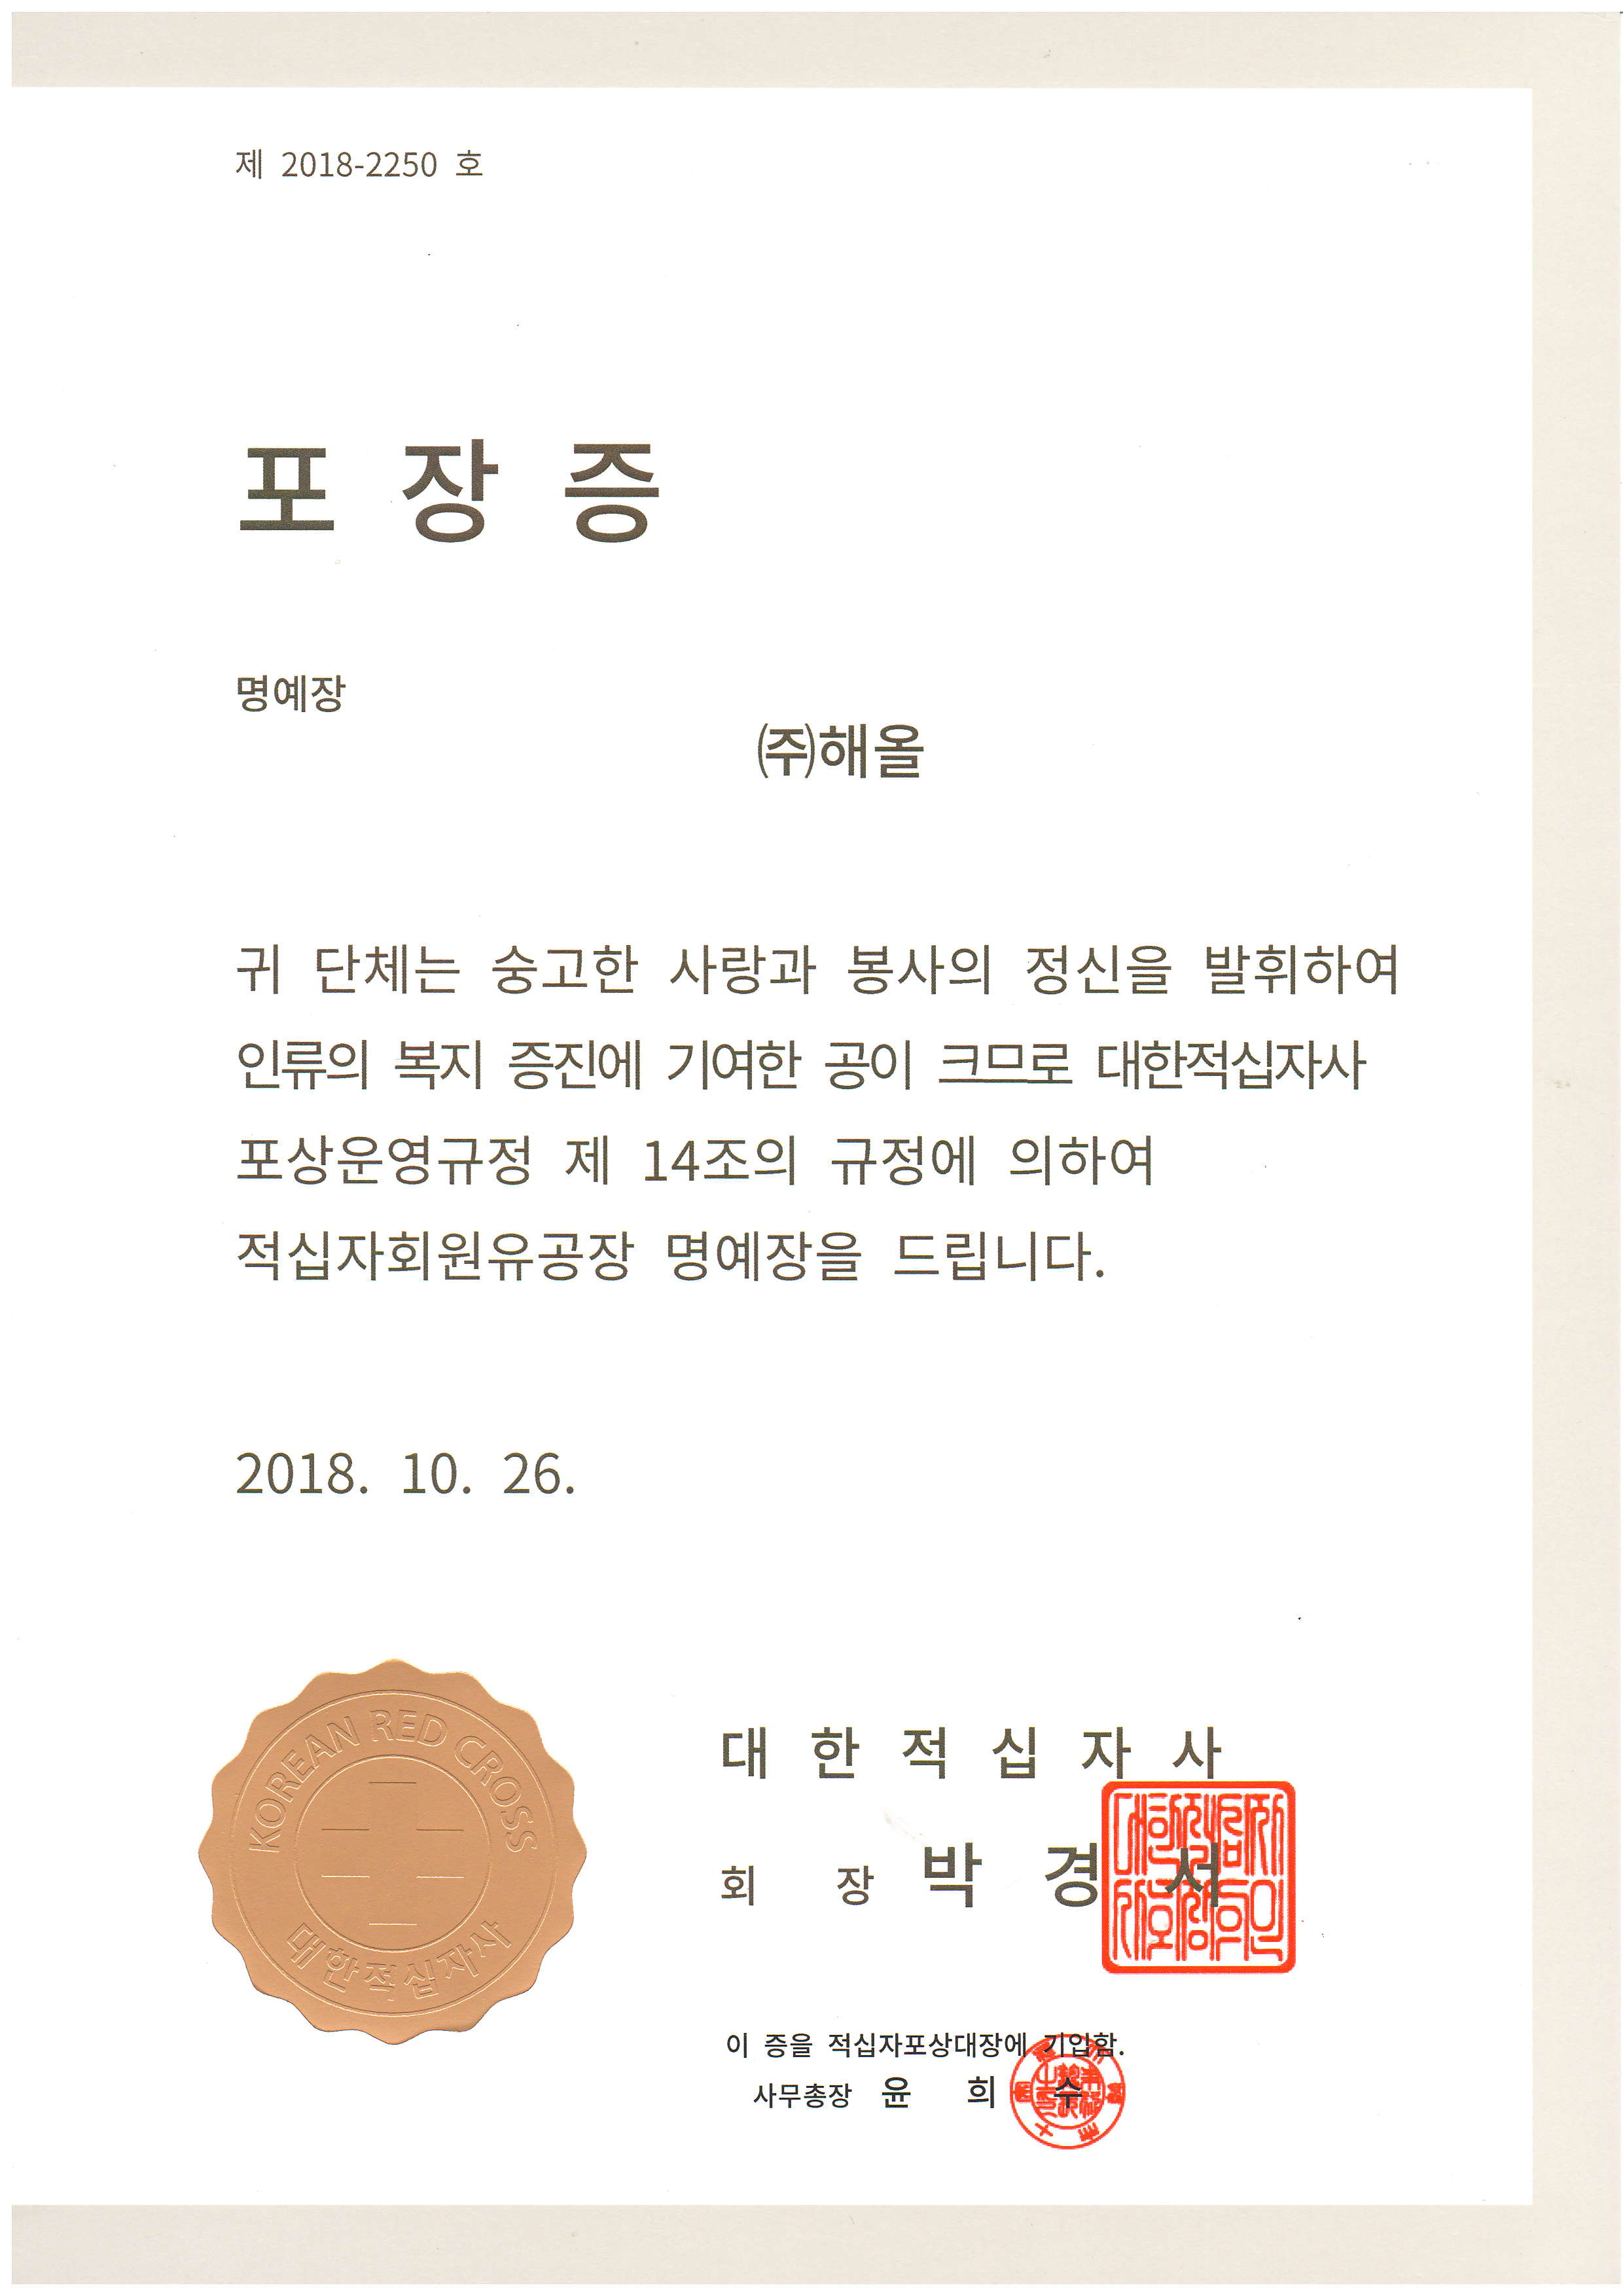 제 2018-2250 호
포 장 증
명예장
㈜해올
귀 단체는 숭고한 사랑과 봉사의 정신을 발휘하여
인류의 복지 증진에 기여한 공이 크므로 대한적십자사
포상운영규정 제 14조의 규정에 의하여
적십자회원유공장 명예장을 드립니다.
2018. 10. 26.
KOREAN RED CROSS
대한적십자사
대 한 적 십 자 사
회 장 박 경 서
이 증을 적십자포상대장에 기입함.
사무총장 윤 희 수